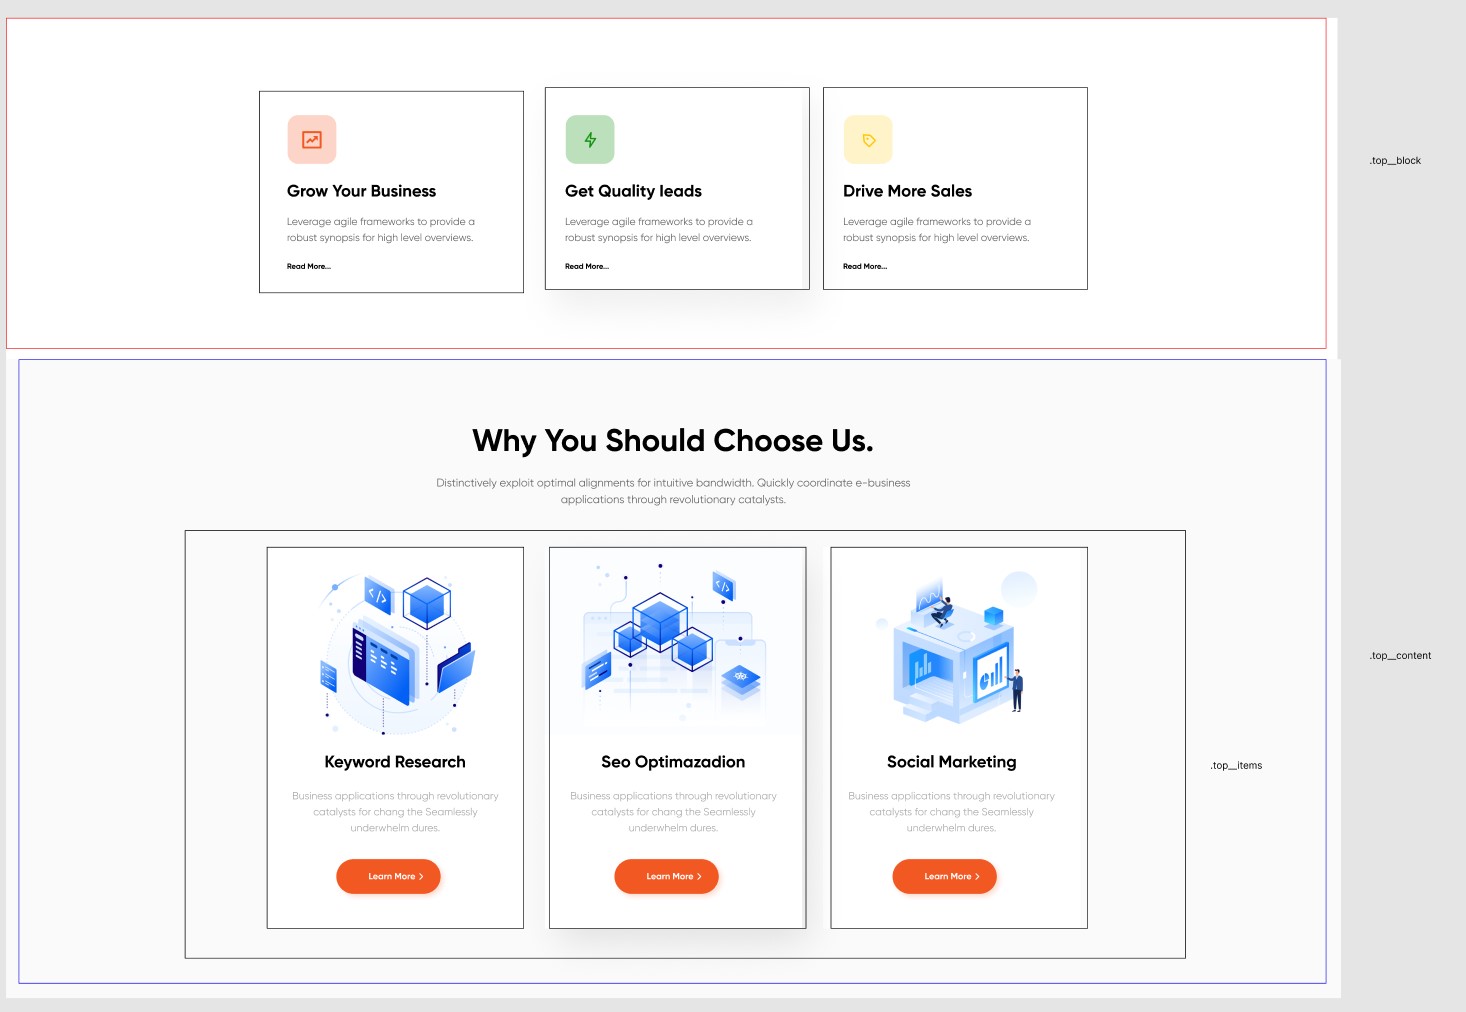 .top__block
Grow Your Business
Leverage agile frameworks to provide a
robust synopsis for high level overviews.
Read More...
Get Quality leads
Leverage agile frameworks to provide a
robust synopsis for high level overviews.
Read More...
Drive More Sales
Leverage agile frameworks to provide a
robust synopsis for high level overviews.
Read More...
Why You Should Choose Us.
Distinctively exploit optimal alignments for intuitive bandwidth. Quickly coordinate e-business
applications through revolutionary catalysts.
.top__content
</>
Keyword Research
Business applications through revolutionary
catalysts for chang the Seamlessly
underwhelm dures.
Learn More >
</>
Seo Optimazadion
Business applications through revolutionary
catalysts for chang the Seamlessly
underwhelm dures.
Learn More >
Social Marketing
Business applications through revolutionary
catalysts for chang the Seamlessly
underwhelm dures.
Learn More >
.top__items